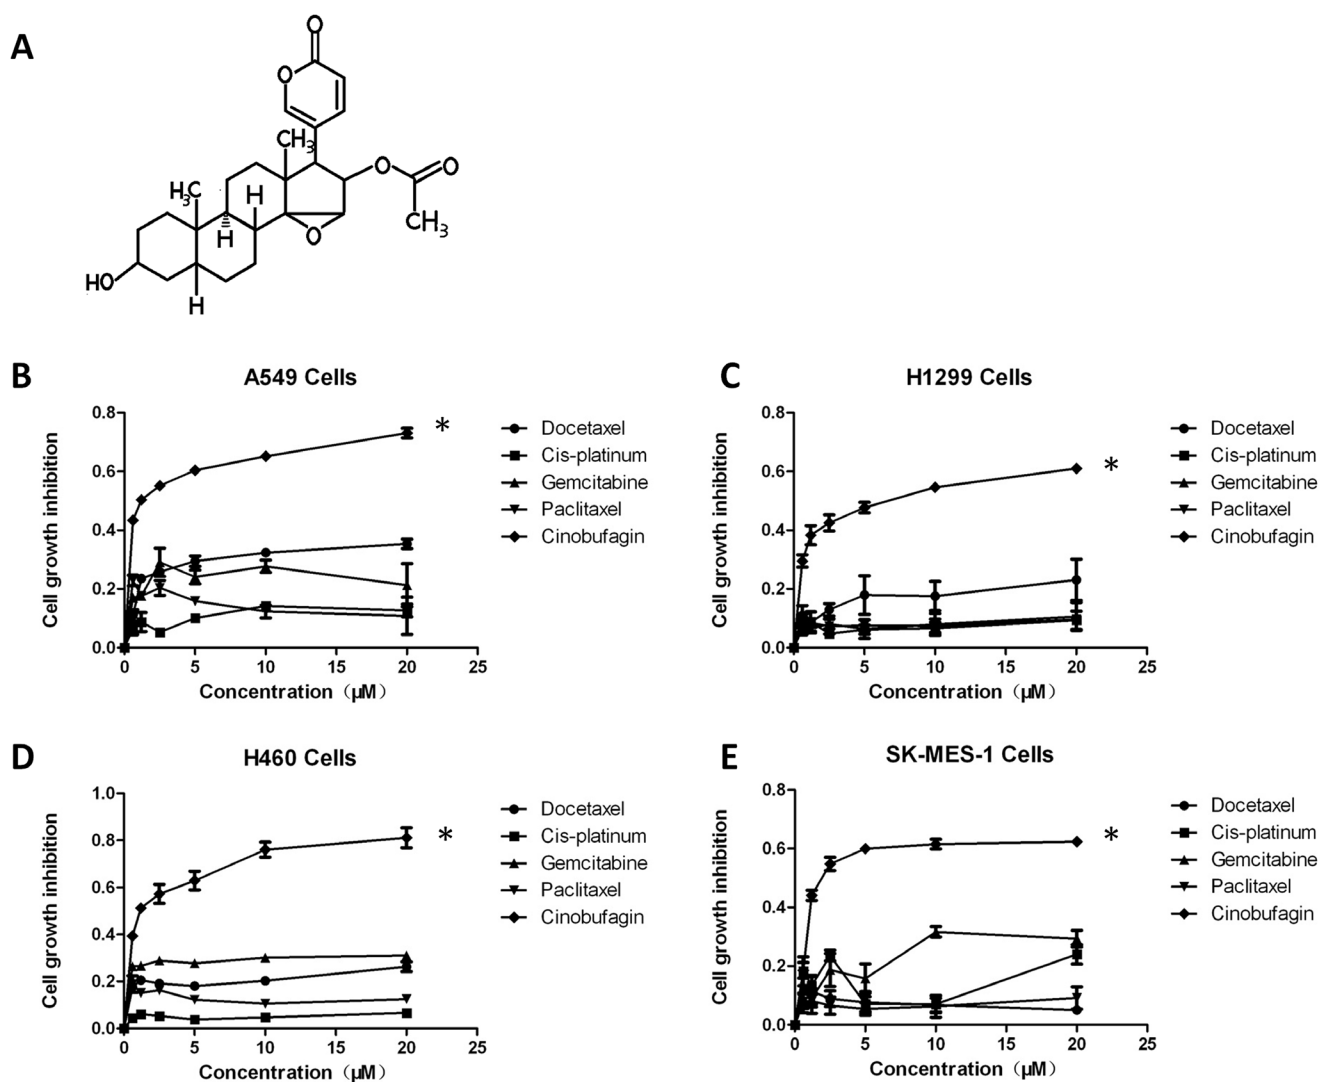 A
O
O
CH3
O
O
H3C
H
CH3
H
O
HO
H
B
A549 Cells
Cell growth inhibition
0.8
0.6
0.4
0.2
0.0
0 5 10 15 20 25
Concentration（μM）
*
Docetaxel
Cis-platinum
Gemcitabine
Paclitaxel
Cinobufagin
C
H1299 Cells
Cell growth inhibition
0.8
0.6
0.4
0.2
0.0
0 5 10 15 20 25
Concentration（μM）
*
Docetaxel
Cis-platinum
Gemcitabine
Paclitaxel
Cinobufagin
D
H460 Cells
Cell growth inhibition
1.0
0.8
0.6
0.4
0.2
0.0
0 5 10 15 20 25
Concentration（μM）
*
Docetaxel
Cis-platinum
Gemcitabine
Paclitaxel
Cinobufagin
E
SK-MES-1 Cells
Cell growth inhibition
0.8
0.6
0.4
0.2
0.0
0 5 10 15 20 25
Concentration（μM）
*
Docetaxel
Cis-platinum
Gemcitabine
Paclitaxel
Cinobufagin